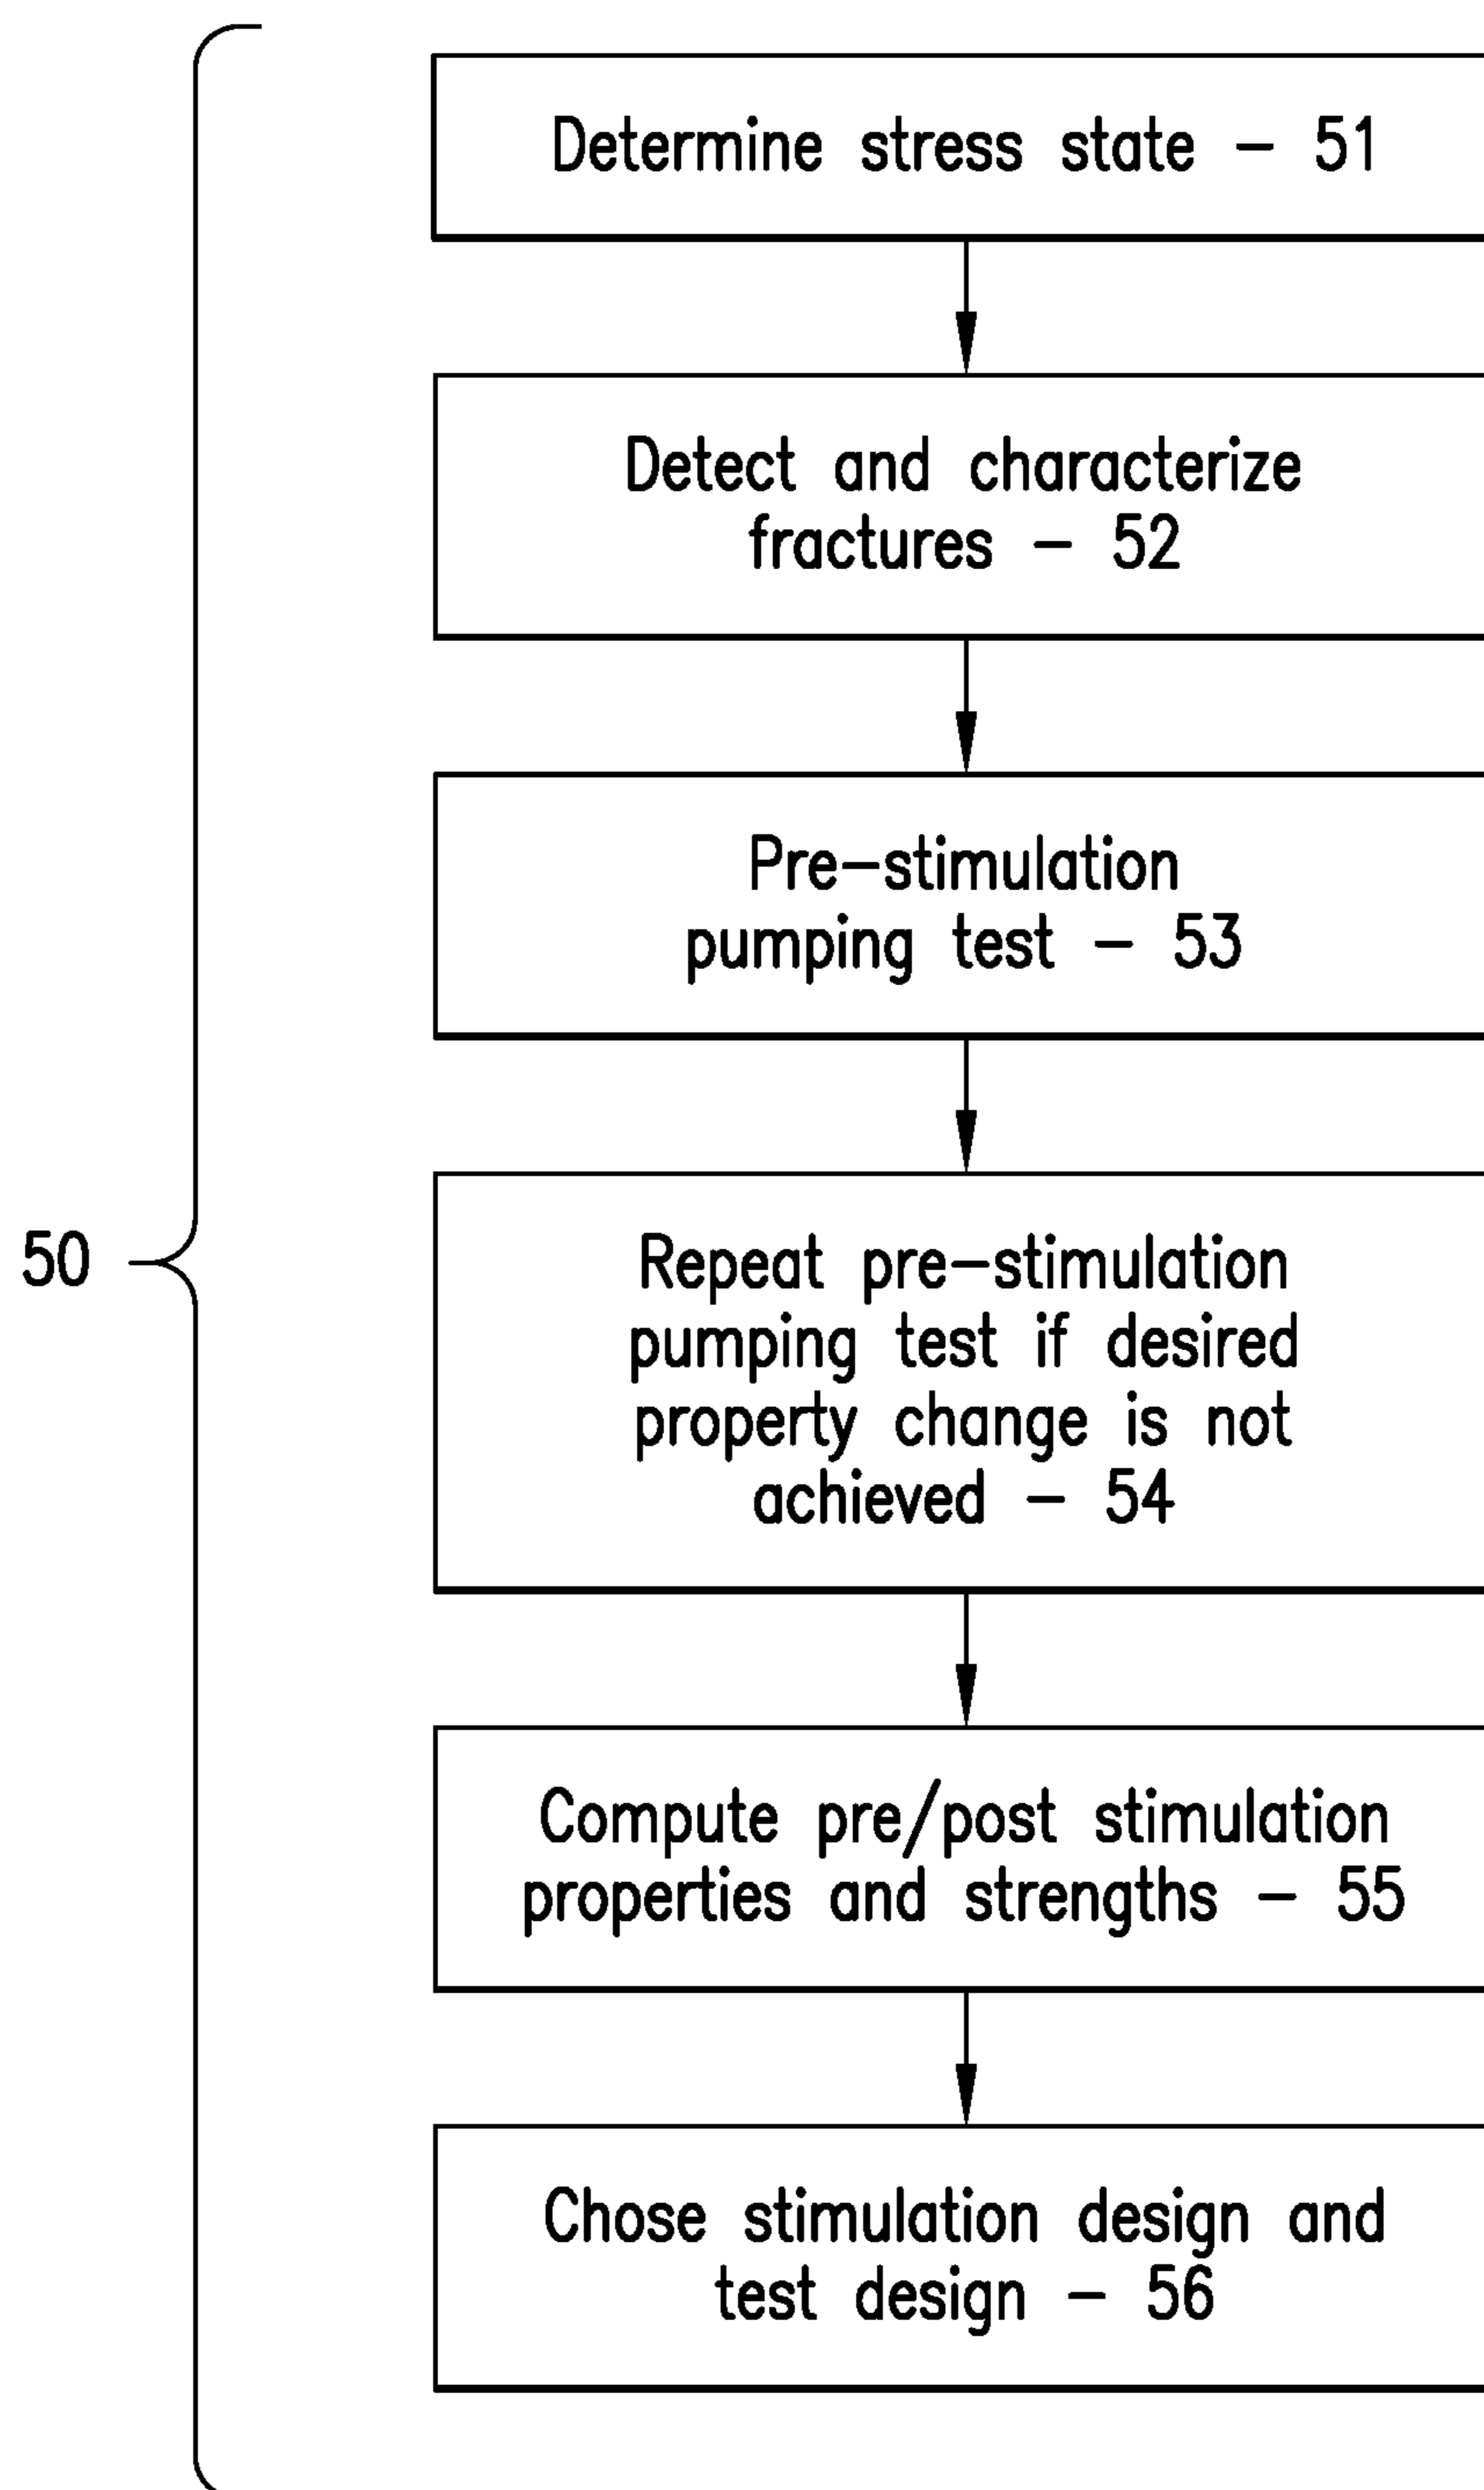 Determine stress state - 51
Detect and characterize
fractures - 52
Pre-stimulation
pumping test - 53
50
Repeat pre-stimulation
pumping test if desired
property change is not
achieved - 54
Compute pre/post stimulation
properties and strengths - 55
Chose stimulation design and
test design - 56